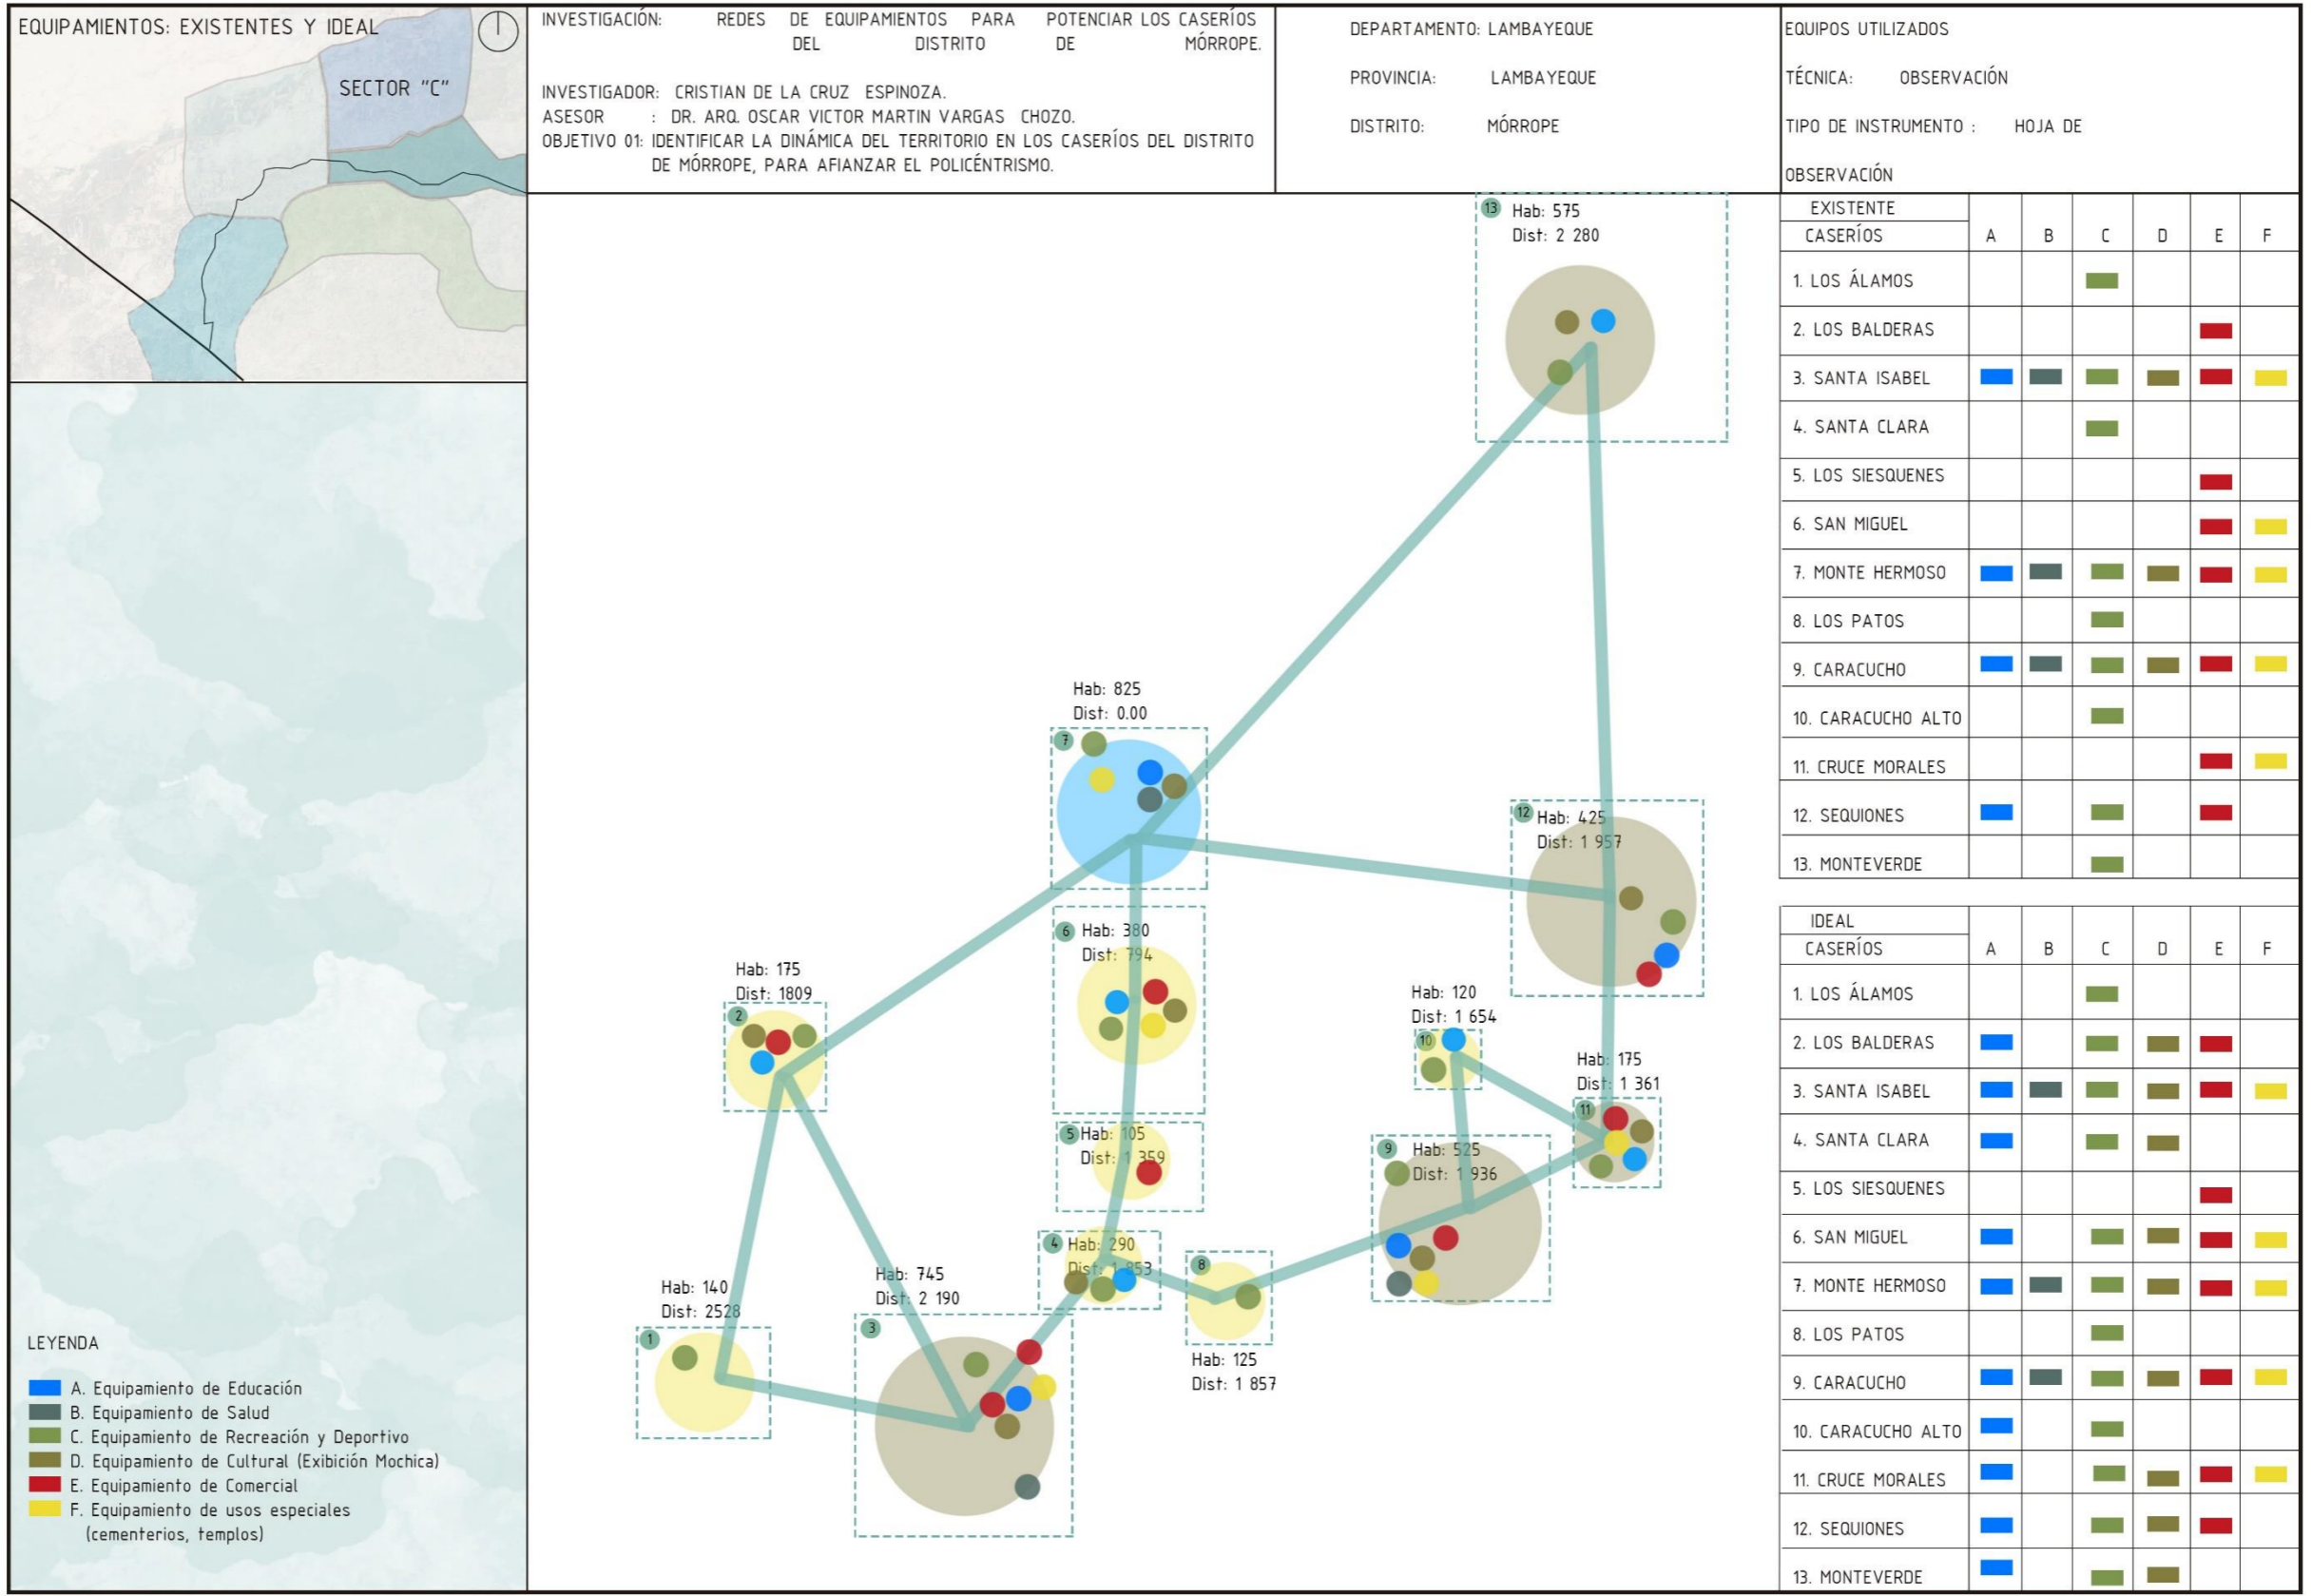 EQUIPAMIENTOS: EXISTENTES Y IDEAL
SECTOR "C"
INVESTIGACIÓN: REDES DE EQUIPAMIENTOS PARA POTENCIAR LOS CASERÍOS
DEL DISTRITO DE MÓRROPE.
INVESTIGADOR: CRISTIAN DE LA CRUZ ESPINOZA.
ASESOR : DR. ARQ. OSCAR VICTOR MARTIN VARGAS CHOZO.
OBJETIVO 01: IDENTIFICAR LA DINÁMICA DEL TERRITORIO EN LOS CASERÍOS DEL DISTRITO
DE MÓRROPE, PARA AFIANZAR EL POLICÉNTRISMO.
DEPARTAMENTO: LAMBAYEQUE
PROVINCIA: LAMBAYEQUE
DISTRITO: MÓRROPE
EQUIPOS UTILIZADOS
TÉCNICA: OBSERVACIÓN
TIPO DE INSTRUMENTO : HOJA DE
OBSERVACIÓN
13 Hab: 575
Dist: 2 280
Hab: 825
Dist: 0.00
7
12 Hab: 425
Dist: 1 957
6 Hab: 380
Dist: 794
Hab: 175
Dist: 1809
2
Hab: 120
Dist: 1 654
10
Hab: 175
Dist: 1 361
11
5 Hab: 105
Dist: 1 359
9 Hab: 525
Dist: 1 936
4 Hab: 290
Dist: 1 853
8
Hab: 125
Dist: 1 857
Hab: 745
Dist: 2 190
3
Hab: 140
Dist: 2528
1
LEYENDA
A. Equipamiento de Educación
B. Equipamiento de Salud
C. Equipamiento de Recreación y Deportivo
D. Equipamiento de Cultural (Exibición Mochica)
E. Equipamiento de Comercial
F. Equipamiento de usos especiales
(cementerios, templos)
EXISTENTE
CASERÍOS A B C D E F
1. LOS ÁLAMOS
2. LOS BALDERAS
3. SANTA ISABEL
4. SANTA CLARA
5. LOS SIESQUENES
6. SAN MIGUEL
7. MONTE HERMOSO
8. LOS PATOS
9. CARACUCHO
10. CARACUCHO ALTO
11. CRUCE MORALES
12. SEQUIONES
13. MONTEVERDE
IDEAL
CASERÍOS A B C D E F
1. LOS ÁLAMOS
2. LOS BALDERAS
3. SANTA ISABEL
4. SANTA CLARA
5. LOS SIESQUENES
6. SAN MIGUEL
7. MONTE HERMOSO
8. LOS PATOS
9. CARACUCHO
10. CARACUCHO ALTO
11. CRUCE MORALES
12. SEQUIONES
13. MONTEVERDE